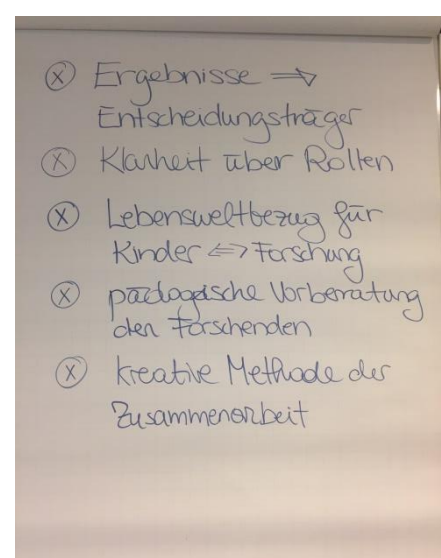 ⓧ Ergebnisse ⇒
Entscheidungsträger
ⓧ Klarheit über Rollen
ⓧ Lebensweltbezug für
Kinder ⇔ Forschung
ⓧ pädagogische Vorberatung
den Forschenden
ⓧ kreative Methode der
Zusammenarbeit